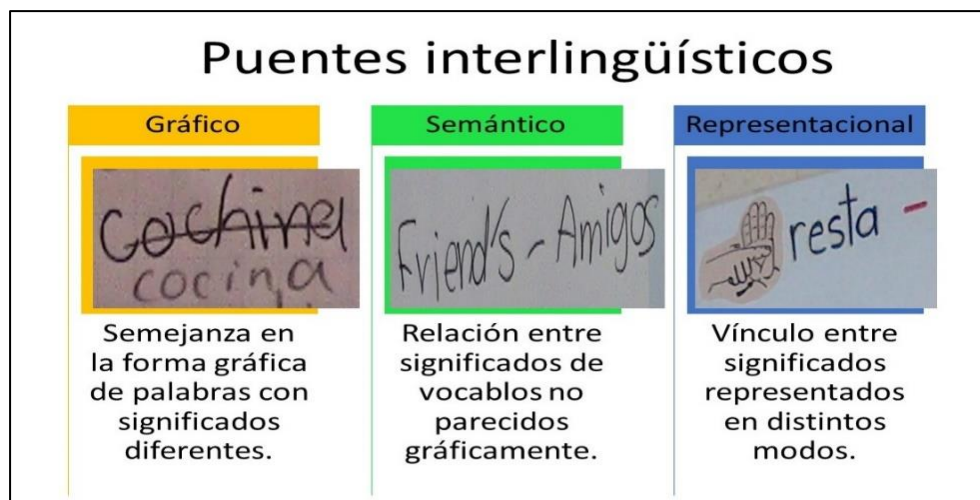 Puentes interlingüísticos
Gráfico
cochina
cocina
Semejanza en
la forma gráfica
de palabras con
significados
diferentes.
Semántico
Friend's - Amigos
Relación entre
significados de
vocablos no
parecidos
gráficamente.
Representacional
resta -
Vínculo entre
significados
representados
en distintos
modos.